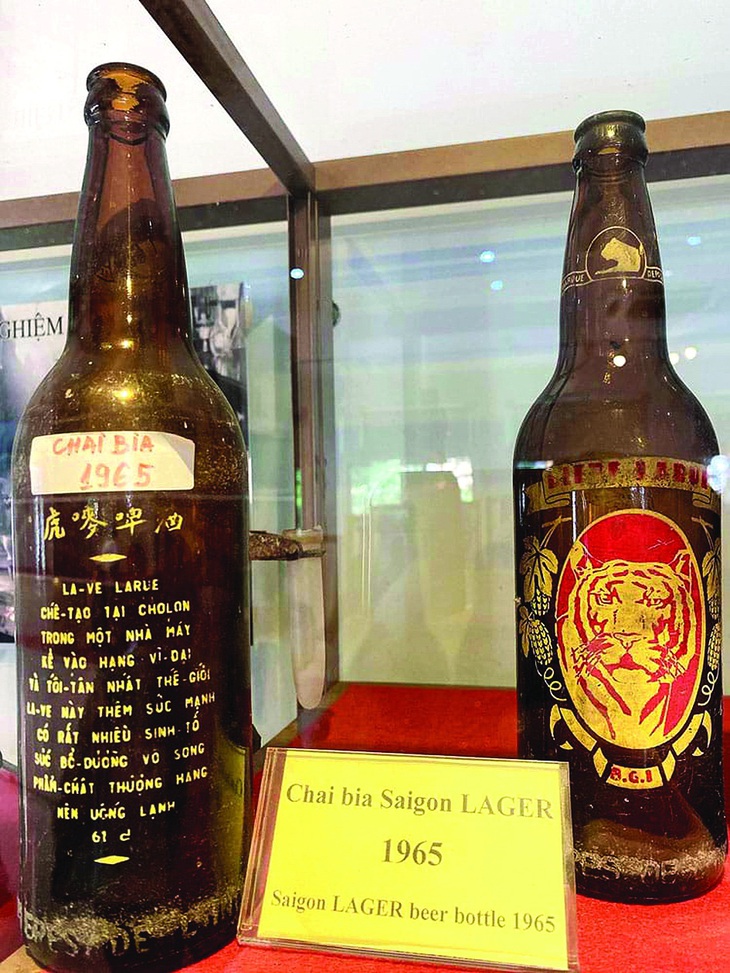 GHIỆM
CHAI BIA
1965
虎嘜啤酒
LA-VE LARUE
CHẾ-TẠO TẠI CHOLON
TRONG MỘT NHÀ MÁY
KỂ VÀO HẠNG VĨ-ĐẠI
VÀ TỐI-TÂN NHẤT THẾ-GIỚI
LA-VE NÀY THÊM SỨC MẠNH
CÓ RẤT NHIỀU SINH-TỐ
SỨC BỔ-DƯỠNG VÔ SONG
PHẨM-CHẤT THƯỢNG HẠNG
NÊN UỐNG LẠNH
61 d
LARUE
BIERE LARUE
B.G.I
Chai bia Saigon LAGER
1965
Saigon LAGER beer bottle 1965